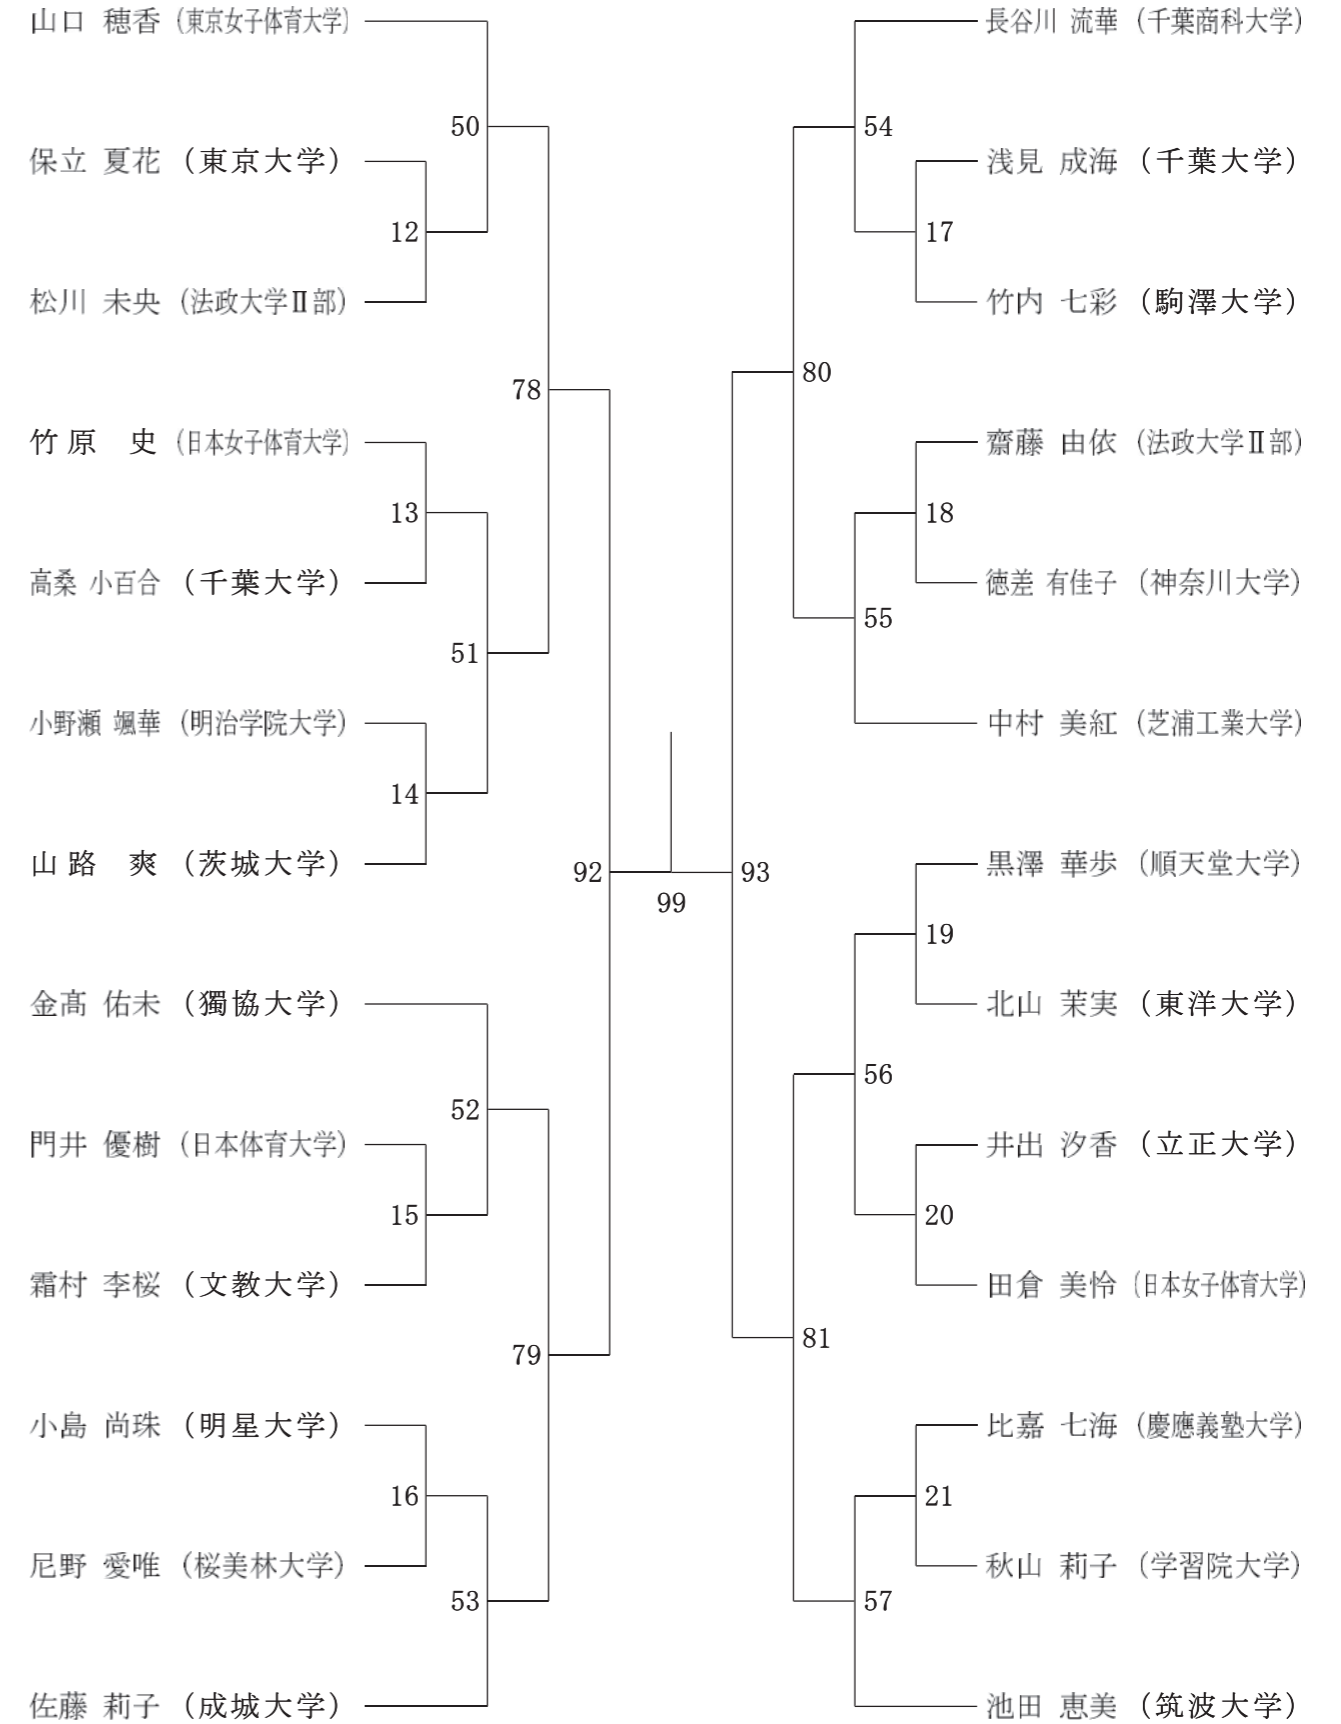 山口 穂香 (東京女子体育大学)
50
保立 夏花 (東京大学)
12
松川 未央 (法政大学Ⅱ部)
78
竹原 史 (日本女子体育大学)
13
高桑 小百合 (千葉大学)
51
小野瀬 颯華 (明治学院大学)
14
山路 爽 (茨城大学)
92
99
金髙 佑未 (獨協大学)
52
門井 優樹 (日本体育大学)
15
霜村 李桜 (文教大学)
79
小島 尚珠 (明星大学)
16
尼野 愛唯 (桜美林大学)
53
佐藤 莉子 (成城大学)
長谷川 流華 (千葉商科大学)
54
浅見 成海 (千葉大学)
17
竹内 七彩 (駒澤大学)
80
齋藤 由依 (法政大学Ⅱ部)
18
徳差 有佳子 (神奈川大学)
55
中村 美紅 (芝浦工業大学)
黒澤 華歩 (順天堂大学)
93
19
北山 茉実 (東洋大学)
56
井出 汐香 (立正大学)
20
田倉 美怜 (日本女子体育大学)
81
比嘉 七海 (慶應義塾大学)
21
秋山 莉子 (学習院大学)
57
池田 恵美 (筑波大学)